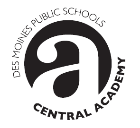 DES MOINES PUBLIC SCHOOLS
a
CENTRAL ACADEMY